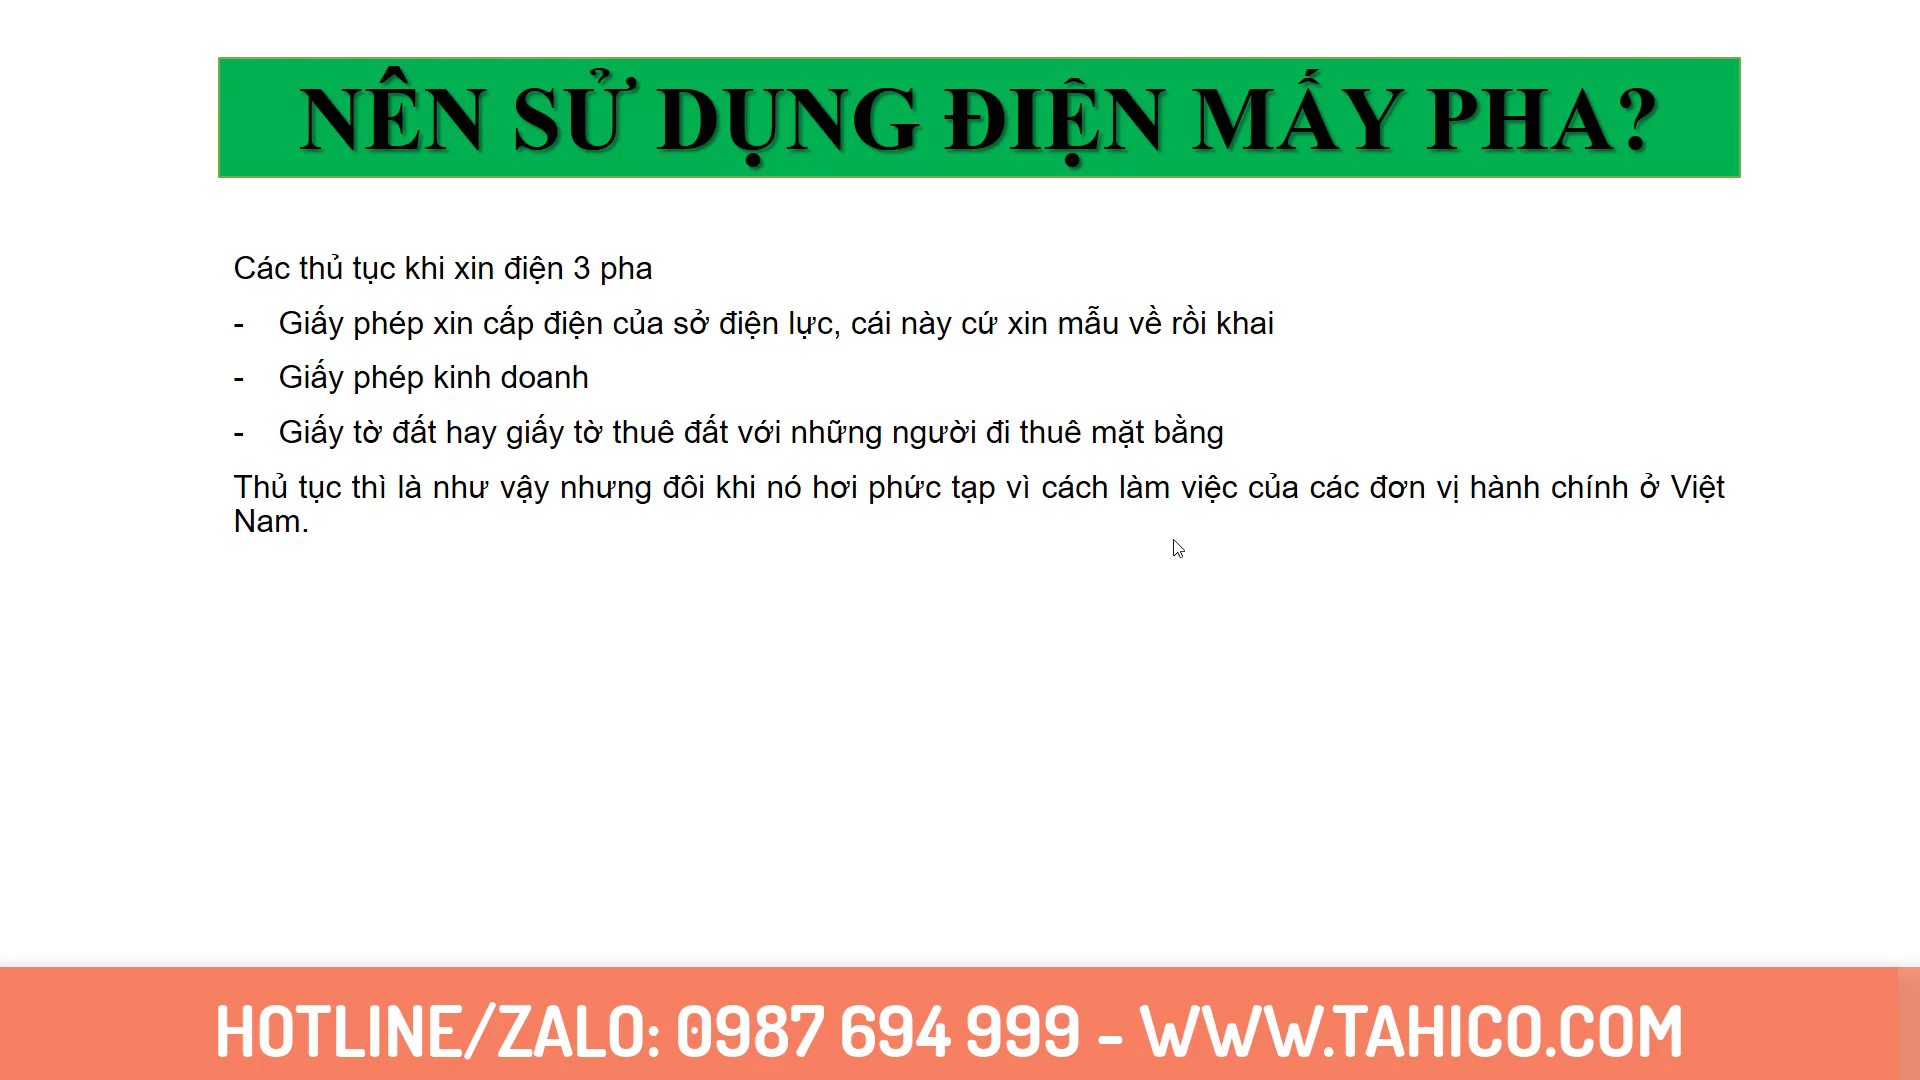 NÊN SỬ DỤNG ĐIỆN MẤY PHA?
Các thủ tục khi xin điện 3 pha
- Giấy phép xin cấp điện của sở điện lực, cái này cứ xin mẫu về rồi khai
- Giấy phép kinh doanh
- Giấy tờ đất hay giấy tờ thuê đất với những người đi thuê mặt bằng
Thủ tục thì là như vậy nhưng đôi khi nó hơi phức tạp vì cách làm việc của các đơn vị hành chính ở Việt
Nam.
HOTLINE/ZALO: 0987 694 999 - WWW.TAHICO.COM